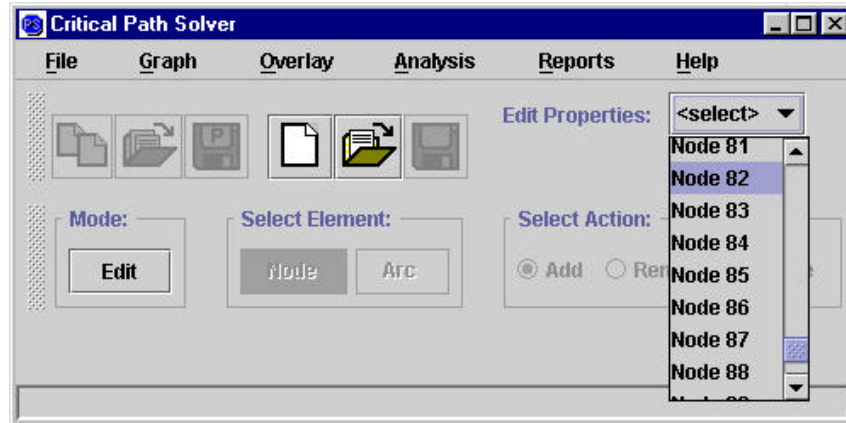 Critical Path Solver
File Graph Overlay Analysis Reports Help
Edit Properties: <select>
Node 81
Node 82
Node 83
Node 84
Node 85
Node 86
Node 87
Node 88
Mode: Select Element: Select Action:
Edit Node Arc Add